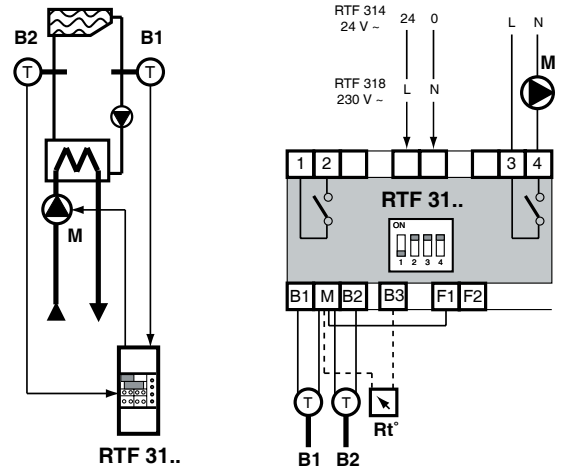 B2
B1
T
T
M
RTF 31..
RTF 314
24 V ~
24 0
L N
RTF 318
230 V ~
L N
M
1 2 3 4
RTF 31..
ON
1 2 3 4
B1 M B2 B3 F1 F2
T T
Rt°
B1 B2